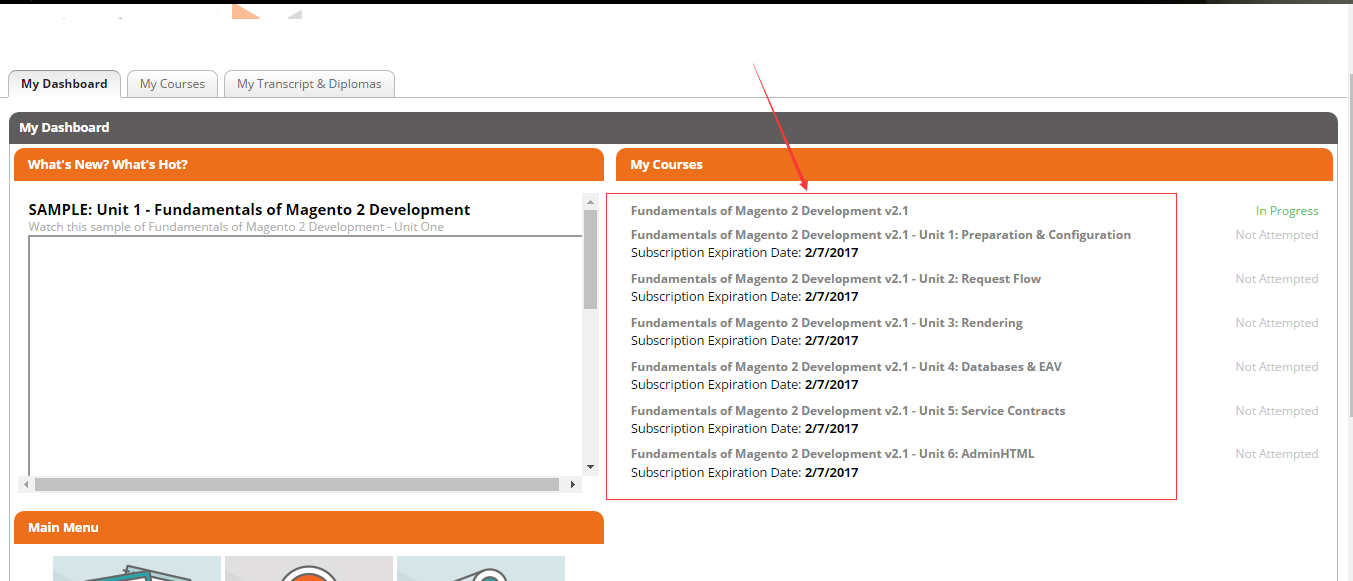 My Dashboard
My Courses
My Transcript & Diplomas
My Dashboard
What's New? What's Hot?
SAMPLE: Unit 1 - Fundamentals of Magento 2 Development
Watch this sample of Fundamentals of Magento 2 Development - Unit One
Main Menu
My Courses
Fundamentals of Magento 2 Development v2.1 In Progress
Fundamentals of Magento 2 Development v2.1 - Unit 1: Preparation & Configuration Not Attempted
Subscription Expiration Date: 2/7/2017
Fundamentals of Magento 2 Development v2.1 - Unit 2: Request Flow Not Attempted
Subscription Expiration Date: 2/7/2017
Fundamentals of Magento 2 Development v2.1 - Unit 3: Rendering Not Attempted
Subscription Expiration Date: 2/7/2017
Fundamentals of Magento 2 Development v2.1 - Unit 4: Databases & EAV Not Attempted
Subscription Expiration Date: 2/7/2017
Fundamentals of Magento 2 Development v2.1 - Unit 5: Service Contracts Not Attempted
Subscription Expiration Date: 2/7/2017
Fundamentals of Magento 2 Development v2.1 - Unit 6: AdminHTML Not Attempted
Subscription Expiration Date: 2/7/2017